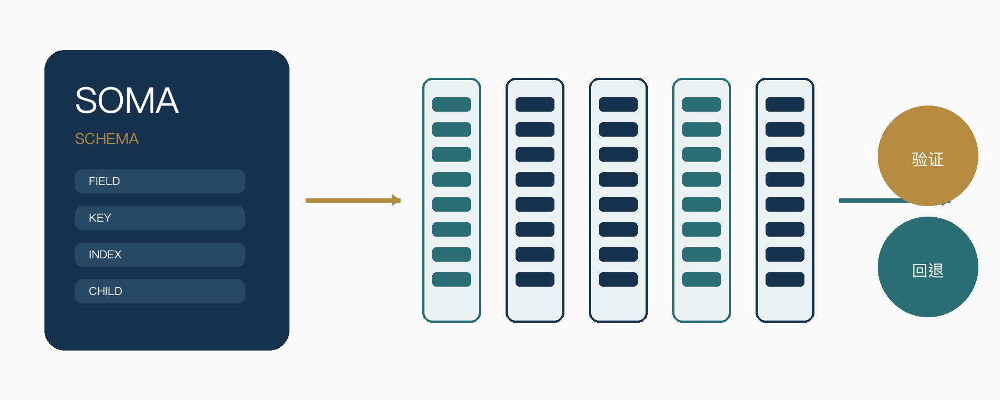 SOMA
SCHEMA
FIELD
KEY
INDEX
CHILD
验证
回退